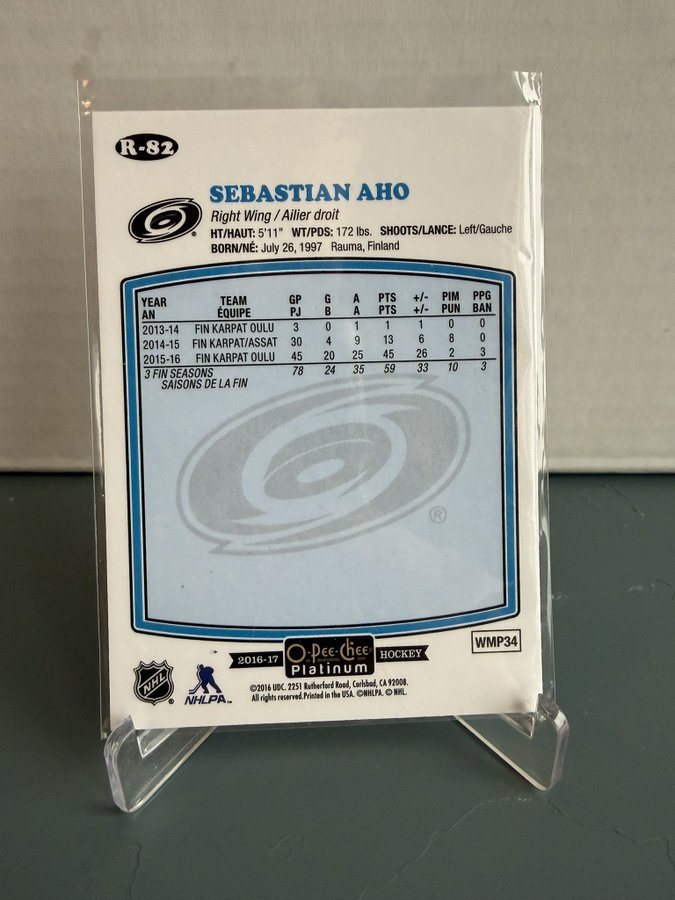 R-82
SEBASTIAN AHO
Right Wing / Ailier droit
HT/HAUT: 5'11" WT/PDS: 172 lbs. SHOOTS/LANCE: Left/Gauche
BORN/NÉ: July 26, 1997 Rauma, Finland
YEAR TEAM GP G A PTS +/- PIM PPG
AN ÉQUIPE PJ B A PTS +/- PUN BAN
2013-14 FIN KARPAT OULU 3 0 1 1 1 0 0
2014-15 FIN KARPAT/ASSAT 30 4 9 13 6 8 0
2015-16 FIN KARPAT OULU 45 20 25 45 26 2 3
3 FIN SEASONS 78 24 35 59 33 10 3
SAISONS DE LA FIN
®
WMP34
2016-17 O-Pee-Chee HOCKEY
Platinum
NHL ® NHLPA™
©2016 UDC. 2251 Rutherford Road, Carlsbad, CA 92008.
All rights reserved.Printed in the USA. ©NHLPA. © NHL.